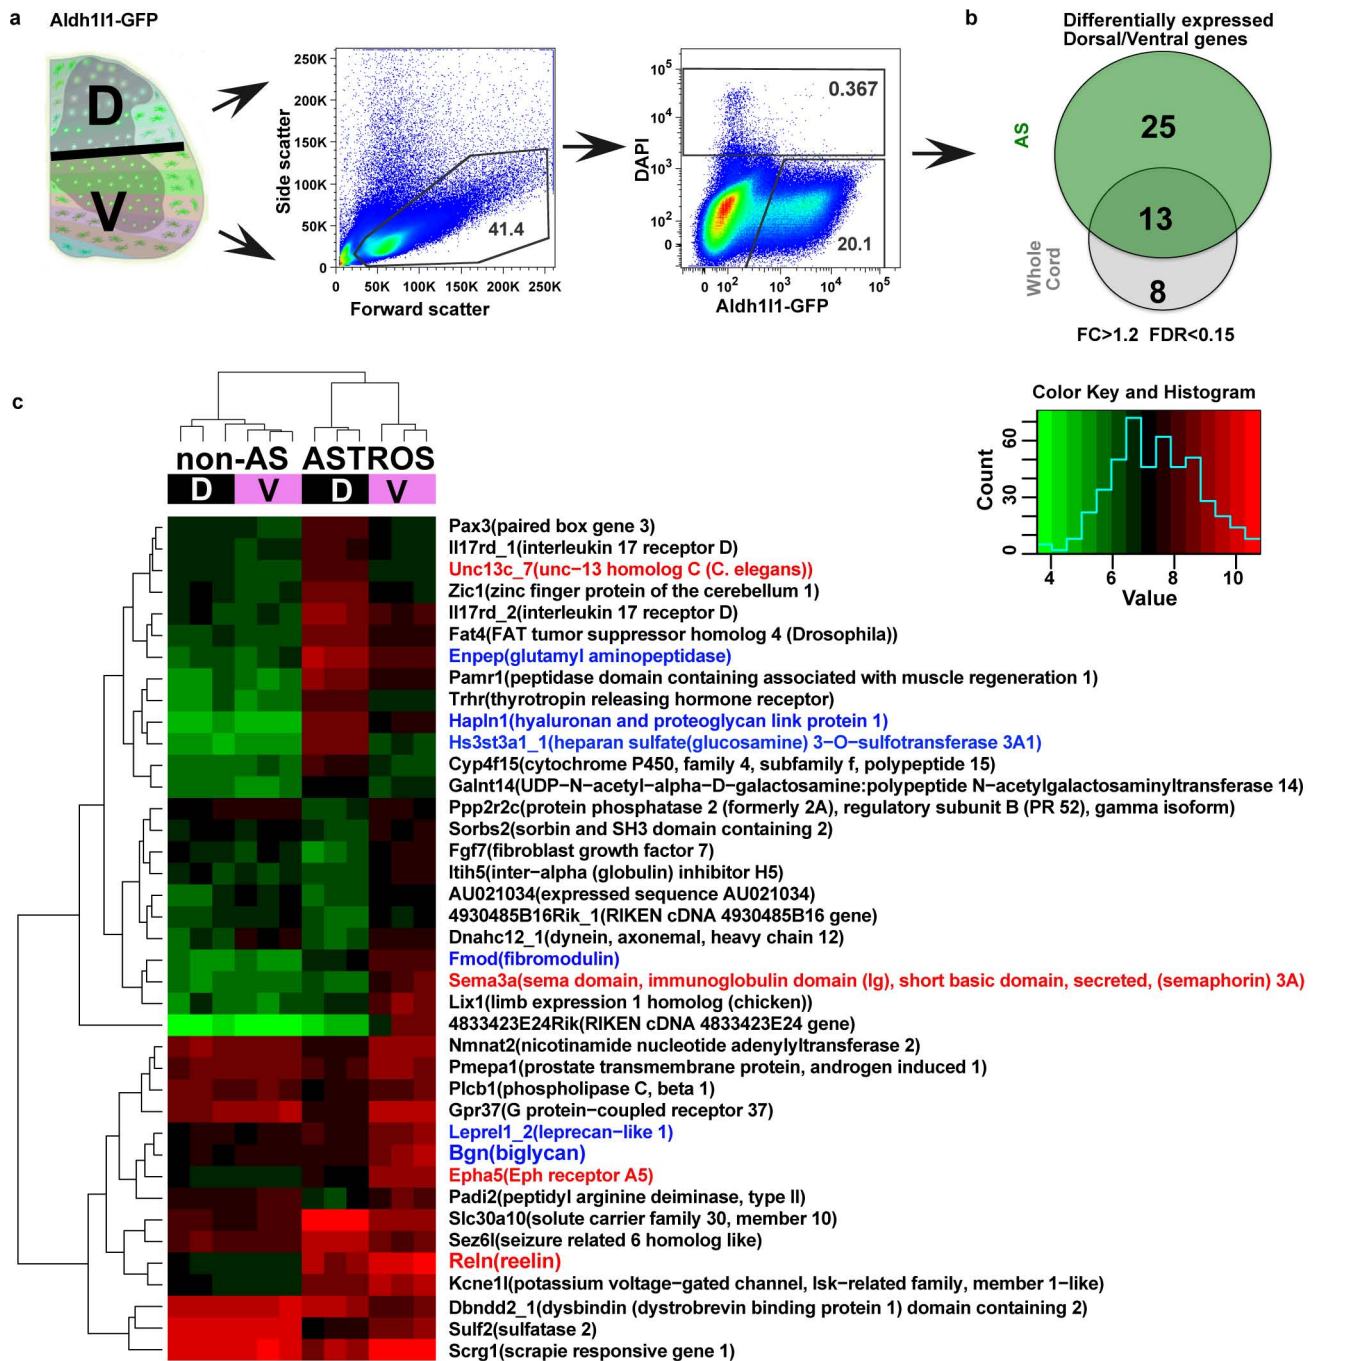 a
Aldh1l1-GFP
D
V
Side scatter
250K
200K
150K
100K
50K
0
41.4
0 50K 100K 150K 200K 250K
Forward scatter
DAPI
10^5
10^4
10^3
10^2
0
0.367
20.1
0 10^2 10^3 10^4 10^5
Aldh1l1-GFP
b
Differentially expressed
Dorsal/Ventral genes
AS
25
13
Whole
Cord
8
FC>1.2 FDR<0.15
c
non-AS ASTROS
D V D V
Color Key and Histogram
Count
60
30
0
4 6 8 10
Value
Pax3(paired box gene 3)
Il17rd_1(interleukin 17 receptor D)
Unc13c_7(unc−13 homolog C (C. elegans))
Zic1(zinc finger protein of the cerebellum 1)
Il17rd_2(interleukin 17 receptor D)
Fat4(FAT tumor suppressor homolog 4 (Drosophila))
Enpep(glutamyl aminopeptidase)
Pamr1(peptidase domain containing associated with muscle regeneration 1)
Trhr(thyrotropin releasing hormone receptor)
Hapln1(hyaluronan and proteoglycan link protein 1)
Hs3st3a1_1(heparan sulfate(glucosamine) 3−O−sulfotransferase 3A1)
Cyp4f15(cytochrome P450, family 4, subfamily f, polypeptide 15)
Galnt14(UDP−N−acetyl−alpha−D−galactosamine:polypeptide N−acetylgalactosaminyltransferase 14)
Ppp2r2c(protein phosphatase 2 (formerly 2A), regulatory subunit B (PR 52), gamma isoform)
Sorbs2(sorbin and SH3 domain containing 2)
Fgf7(fibroblast growth factor 7)
Itih5(inter−alpha (globulin) inhibitor H5)
AU021034(expressed sequence AU021034)
4930485B16Rik_1(RIKEN cDNA 4930485B16 gene)
Dnahc12_1(dynein, axonemal, heavy chain 12)
Fmod(fibromodulin)
Sema3a(sema domain, immunoglobulin domain (Ig), short basic domain, secreted, (semaphorin) 3A)
Lix1(limb expression 1 homolog (chicken))
4833423E24Rik(RIKEN cDNA 4833423E24 gene)
Nmnat2(nicotinamide nucleotide adenylyltransferase 2)
Pmepa1(prostate transmembrane protein, androgen induced 1)
Plcb1(phospholipase C, beta 1)
Gpr37(G protein−coupled receptor 37)
Leprel1_2(leprecan−like 1)
Bgn(biglycan)
Epha5(Eph receptor A5)
Padi2(peptidyl arginine deiminase, type II)
Slc30a10(solute carrier family 30, member 10)
Sez6l(seizure related 6 homolog like)
Reln(reelin)
Kcne1l(potassium voltage−gated channel, Isk−related family, member 1−like)
Dbndd2_1(dysbindin (dystrobrevin binding protein 1) domain containing 2)
Sulf2(sulfatase 2)
Scrg1(scrapie responsive gene 1)